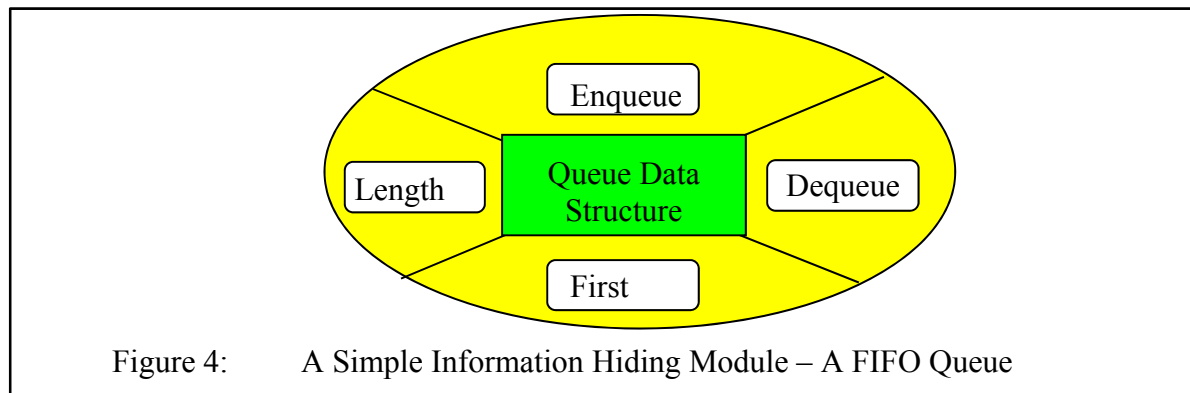 Enqueue
Length
Queue Data
Structure
Dequeue
First
Figure 4: A Simple Information Hiding Module – A FIFO Queue